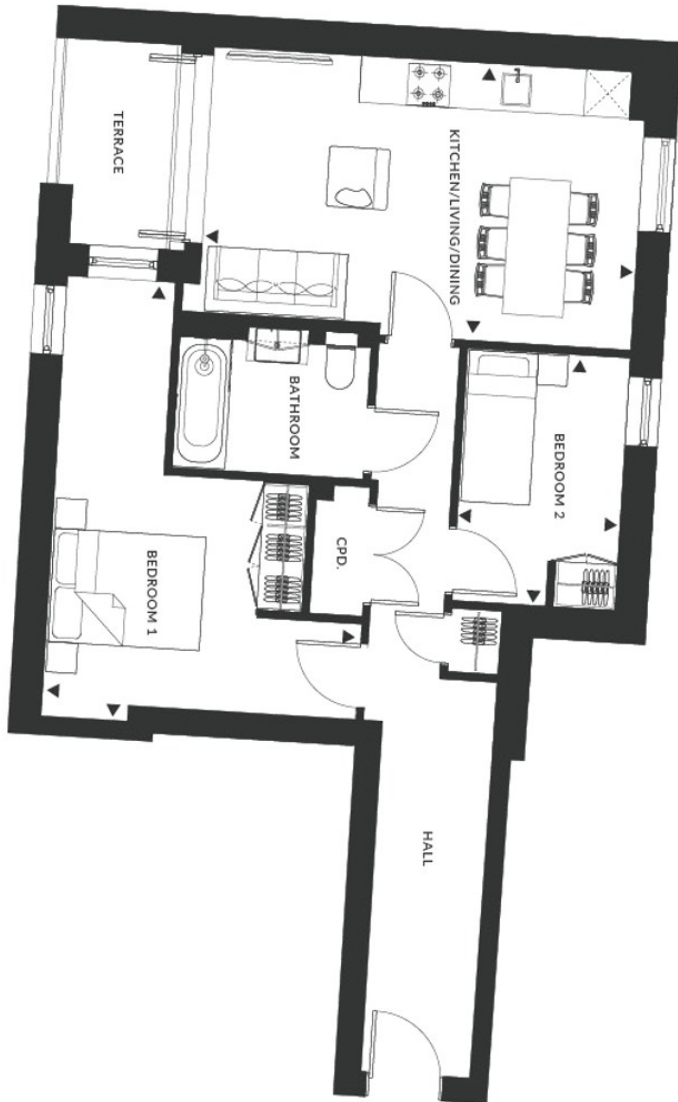 TERRACE
KITCHEN/LIVING/DINING
BATHROOM
BEDROOM 2
CPD.
BEDROOM 1
HALL